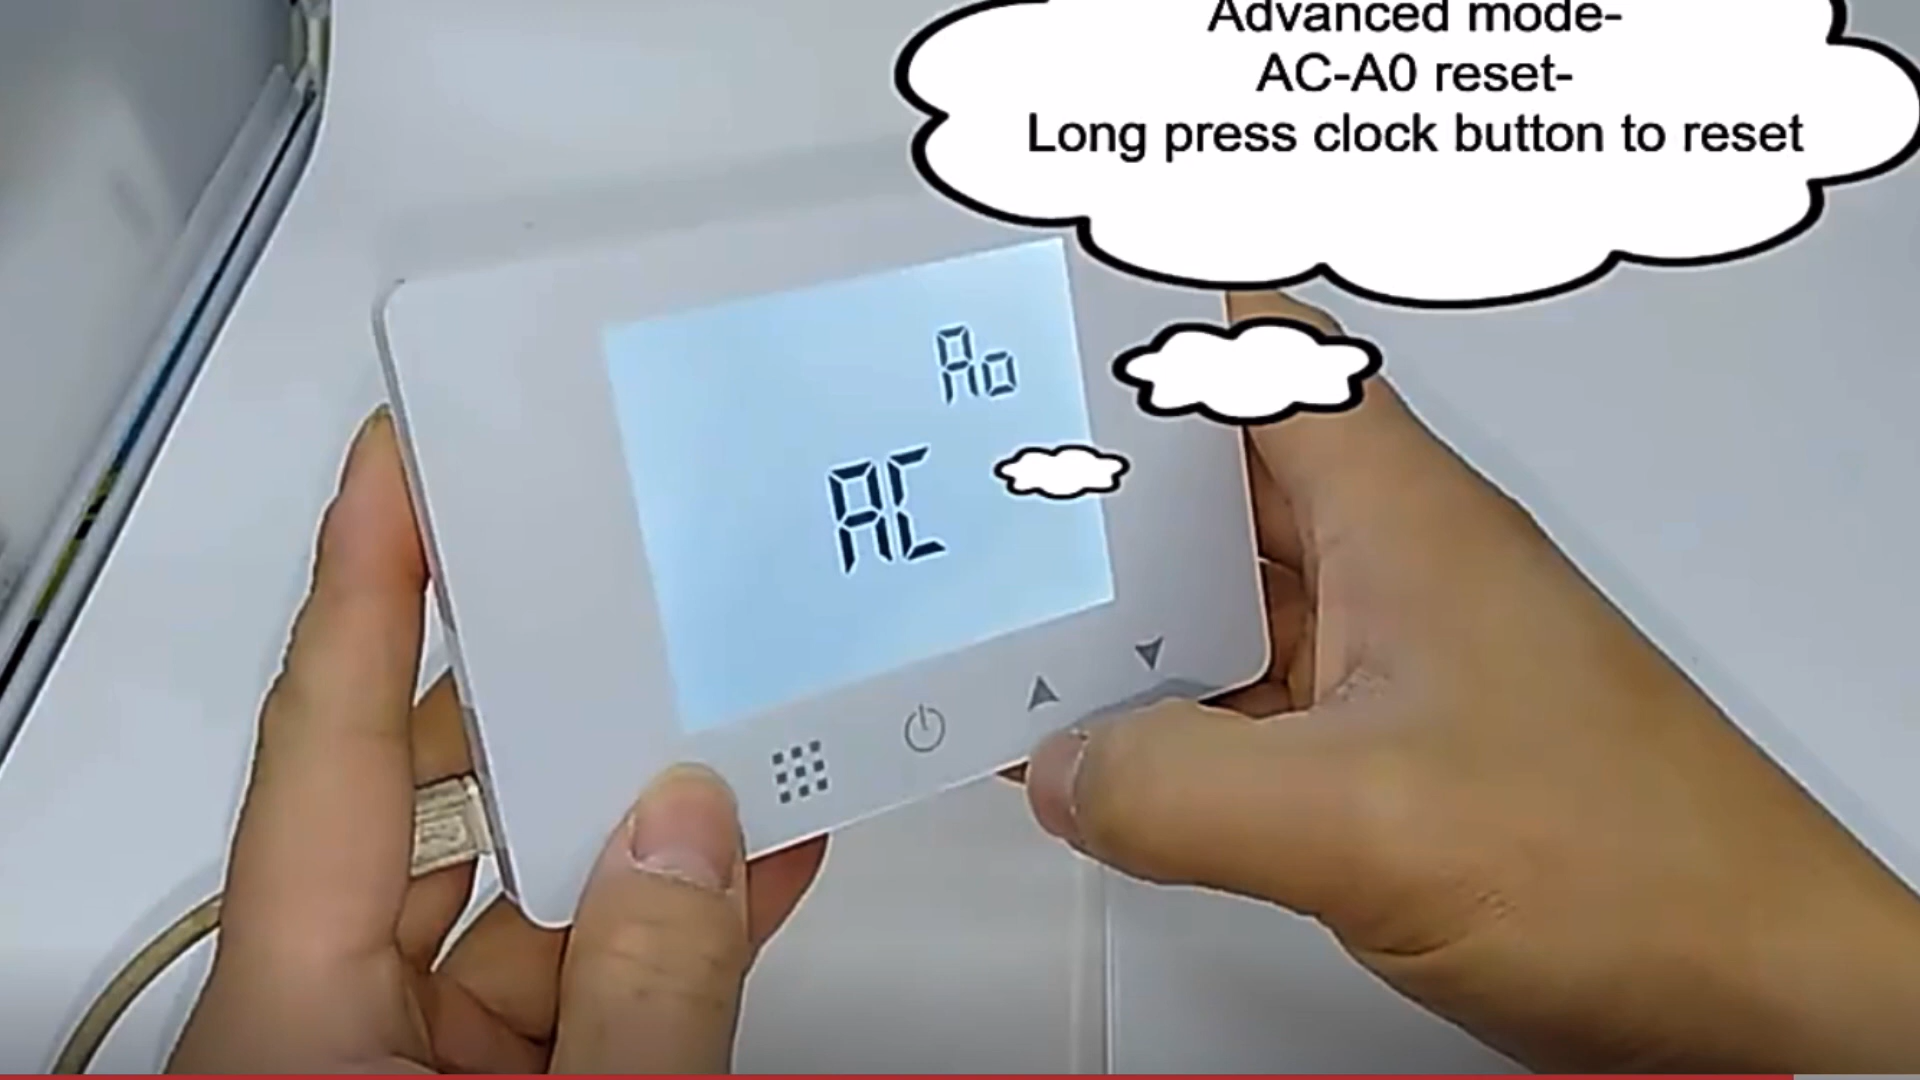 Advanced mode-
AC-A0 reset-
Long press clock button to reset
Ao
AC